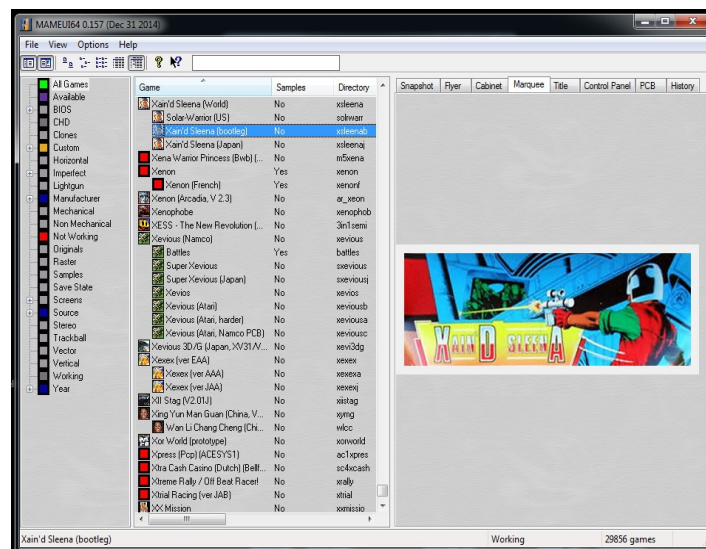 MAMEUI64 0.157 (Dec 31 2014)
File View Options Help
All Games
Available
BIOS
CHD
Clones
Custom
Horizontal
Imperfect
Lightgun
Manufacturer
Mechanical
Non Mechanical
Not Working
Originals
Raster
Samples
Save State
Screens
Source
Stereo
Trackball
Vector
Vertical
Working
Year
Game Samples Directory
Xain'd Sleena (World) No xsleena
Solar-Warrior (US) No solrwarr
Xain'd Sleena (bootleg) No xsleenab
Xain'd Sleena (Japan) No xsleenaj
Xena Warrior Princess (Bwb) (... No m5xena
Xenon Yes xenon
Xenon (French) Yes xenonf
Xenon (Arcadia, V 2.3) No ar_xeon
Xenophobe No xenophob
XESS - The New Revolution (... No 3in1semi
Xevious (Namco) No xevious
Battles Yes battles
Super Xevious No sxevious
Super Xevious (Japan) No sxeviousj
Xevios No xevios
Xevious (Atari) No xeviousb
Xevious (Atari, harder) No xeviousa
Xevious (Atari, Namco PCB) No xeviousc
Xevious 3D/G (Japan, XV31/V... No xevi3dg
Xexex (ver EAA) No xexex
Xexex (ver AAA) No xexexa
Xexex (ver JAA) No xexexj
XII Stag (V2.01J) No xiistag
Xing Yun Man Guan (China, V... No xymg
Wan Li Chang Cheng (Chi... No wlcc
Xor World (prototype) No xorworld
Xpress (Pcp) (ACESYS1) No ac1xpres
Xtra Cash Casino (Dutch) (Bellf... No sc4xcash
Xtreme Rally / Off Beat Racer! No xrally
Xtrial Racing (ver JAB) No xtrial
XX Mission No xxmissio
Snapshot Flyer Cabinet Marquee Title Control Panel PCB History
XAIN'D SLEENA
Xain'd Sleena (bootleg) Working 29856 games